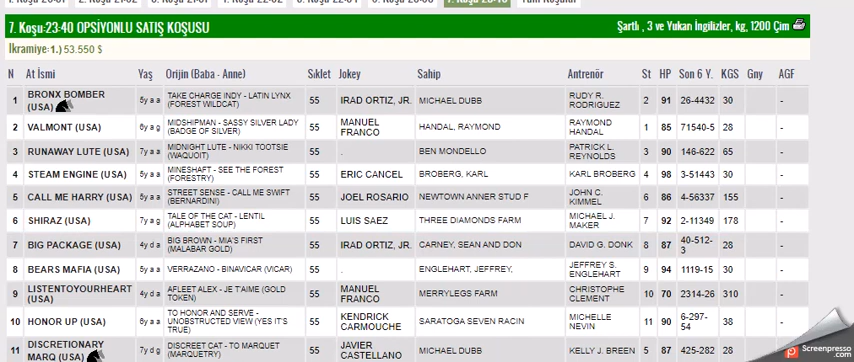 7. Koşu:23:40 OPSİYONLU SATIŞ KOŞUSU
Şartlı , 3 ve Yukarı İngilizler, kg, 1200 Çim
İkramiye: 1.) 53.550 $
N At İsmi Yaş Orijin (Baba - Anne) Sıklet Jokey Sahip Antrenör St HP Son 6 Y. KGS Gny AGF
1 BRONX BOMBER (USA) 5y a a TAKE CHARGE INDY - LATIN LYNX (FOREST WILDCAT) 55 IRAD ORTIZ, JR. MICHAEL DUBB RUDY R. RODRIGUEZ 2 91 26-4432 30 -
2 VALMONT (USA) 6y a g MIDSHIPMAN - SASSY SILVER LADY (BADGE OF SILVER) 55 MANUEL FRANCO HANDAL, RAYMOND RAYMOND HANDAL 1 85 71540-5 28 -
3 RUNAWAY LUTE (USA) 7y a a MIDNIGHT LUTE - NIKKI TOOTSIE (WAQUOIT) 55 . BEN MONDELLO PATRICK L. REYNOLDS 3 90 146-622 65 -
4 STEAM ENGINE (USA) 6y a a MINESHAFT - SEE THE FOREST (FORESTRY) 55 ERIC CANCEL BROBERG, KARL KARL BROBERG 4 98 3-51443 30 -
5 CALL ME HARRY (USA) 5y a a STREET SENSE - CALL ME SWIFT (BERNARDINI) 55 JOEL ROSARIO NEWTOWN ANNER STUD F JOHN C. KIMMEL 6 86 4-56337 155 -
6 SHIRAZ (USA) 7y a g TALE OF THE CAT - LENTIL (ALPHABET SOUP) 55 LUIS SAEZ THREE DIAMONDS FARM MICHAEL J. MAKER 7 92 2-11349 178 -
7 BIG PACKAGE (USA) 4y d a BIG BROWN - MIA'S FIRST (MALABAR GOLD) 55 IRAD ORTIZ, JR. CARNEY, SEAN AND DON DAVID G. DONK 8 87 40-512-3 28 -
8 BEARS MAFIA (USA) 5y a a VERRAZANO - BINAVICAR (VICAR) 55 . ENGLEHART, JEFFREY, JEFFREY S. ENGLEHART 9 94 1119-15 30 -
9 LISTENTOYOURHEART (USA) 4y d a AFLEET ALEX - JE T'AIME (GOLD TOKEN) 55 MANUEL FRANCO MERRYLEGS FARM CHRISTOPHE CLEMENT 10 70 2314-26 310 -
10 HONOR UP (USA) 6y a a TO HONOR AND SERVE - UNOBSTRUCTED VIEW (YES IT'S TRUE) 55 KENDRICK CARMOUCHE SARATOGA SEVEN RACIN MICHELLE NEVIN 11 90 6-297-54 38 -
11 DISCRETIONARY MARQ (USA) 7y d g DISCREET CAT - TO MARQUET (MARQUETRY) 55 JAVIER CASTELLANO MICHAEL DUBB KELLY J. BREEN 5 87 425-282 28 -
Screenpresso